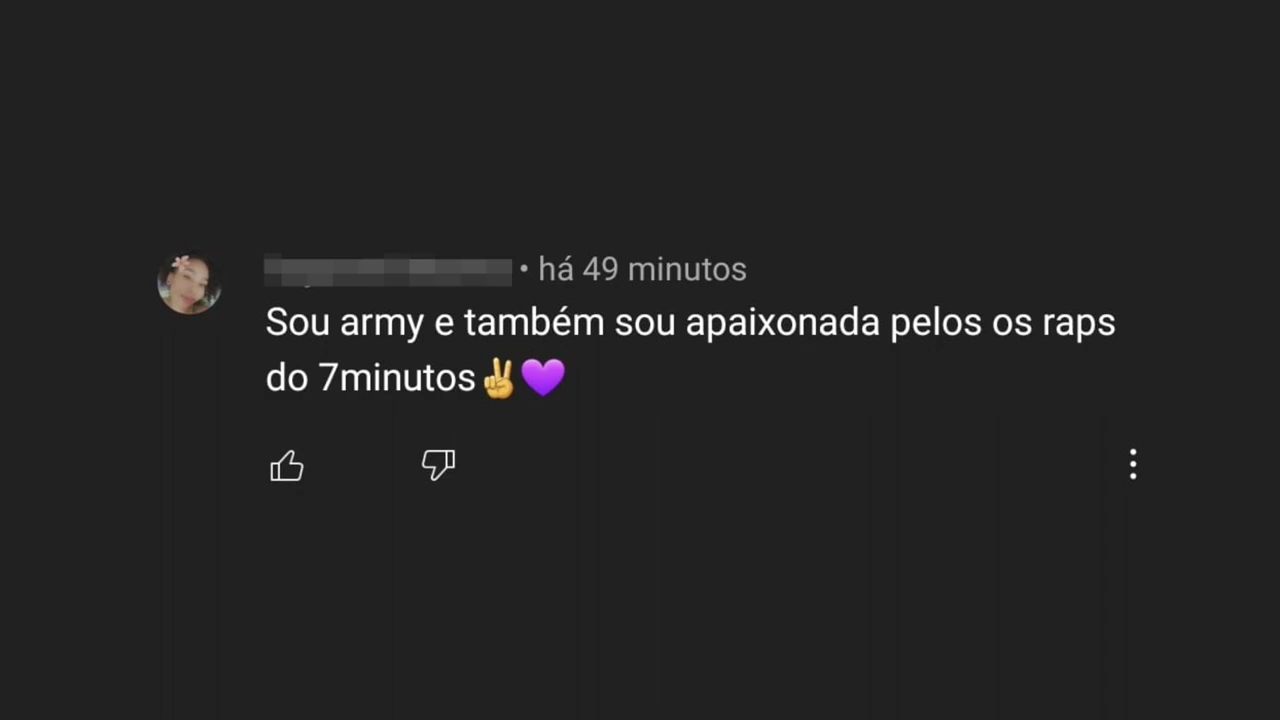 • há 49 minutos
Sou army e também sou apaixonada pelos os raps
do 7minutos✌💜